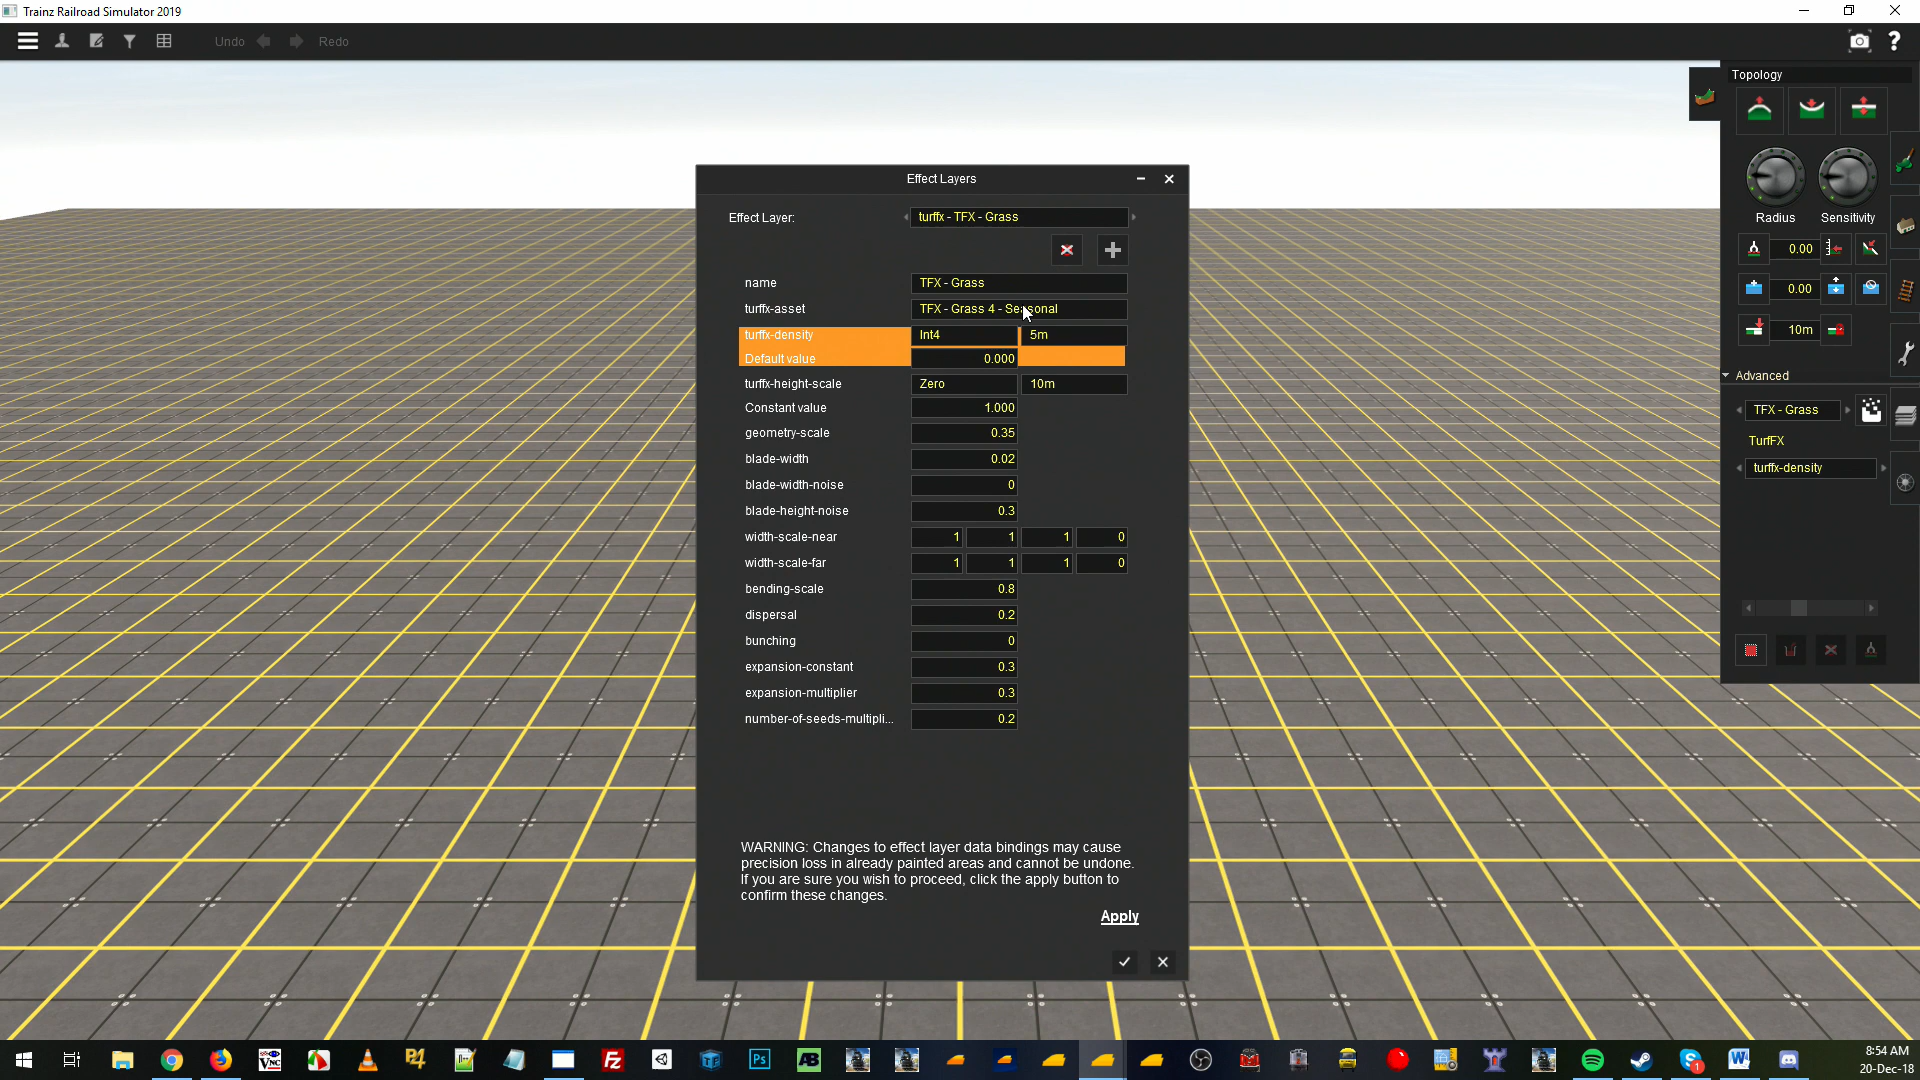 Trainz Railroad Simulator 2019
Undo
Redo
Topology
Radius
Sensitivity
0.00
0.00
10m
Advanced
TFX - Grass
TurfFX
turffx-density
Effect Layers
Effect Layer:
turffx - TFX - Grass
name
TFX - Grass
turffx-asset
TFX - Grass 4 - Seasonal
turffx-density
Int4
5m
Default value
0.000
turffx-height-scale
Zero
10m
Constant value
1.000
geometry-scale
0.35
blade-width
0.02
blade-width-noise
0
blade-height-noise
0.3
width-scale-near
1 1 1 0
width-scale-far
1 1 1 0
bending-scale
0.8
dispersal
0.2
bunching
0
expansion-constant
0.3
expansion-multiplier
0.3
number-of-seeds-multipli...
0.2
WARNING: Changes to effect layer data bindings may cause
precision loss in already painted areas and cannot be undone.
If you are sure you wish to proceed, click the apply button to
confirm these changes.
Apply
VNC
P4
Fz
Ps
AB
1
W
8:54 AM
20-Dec-18